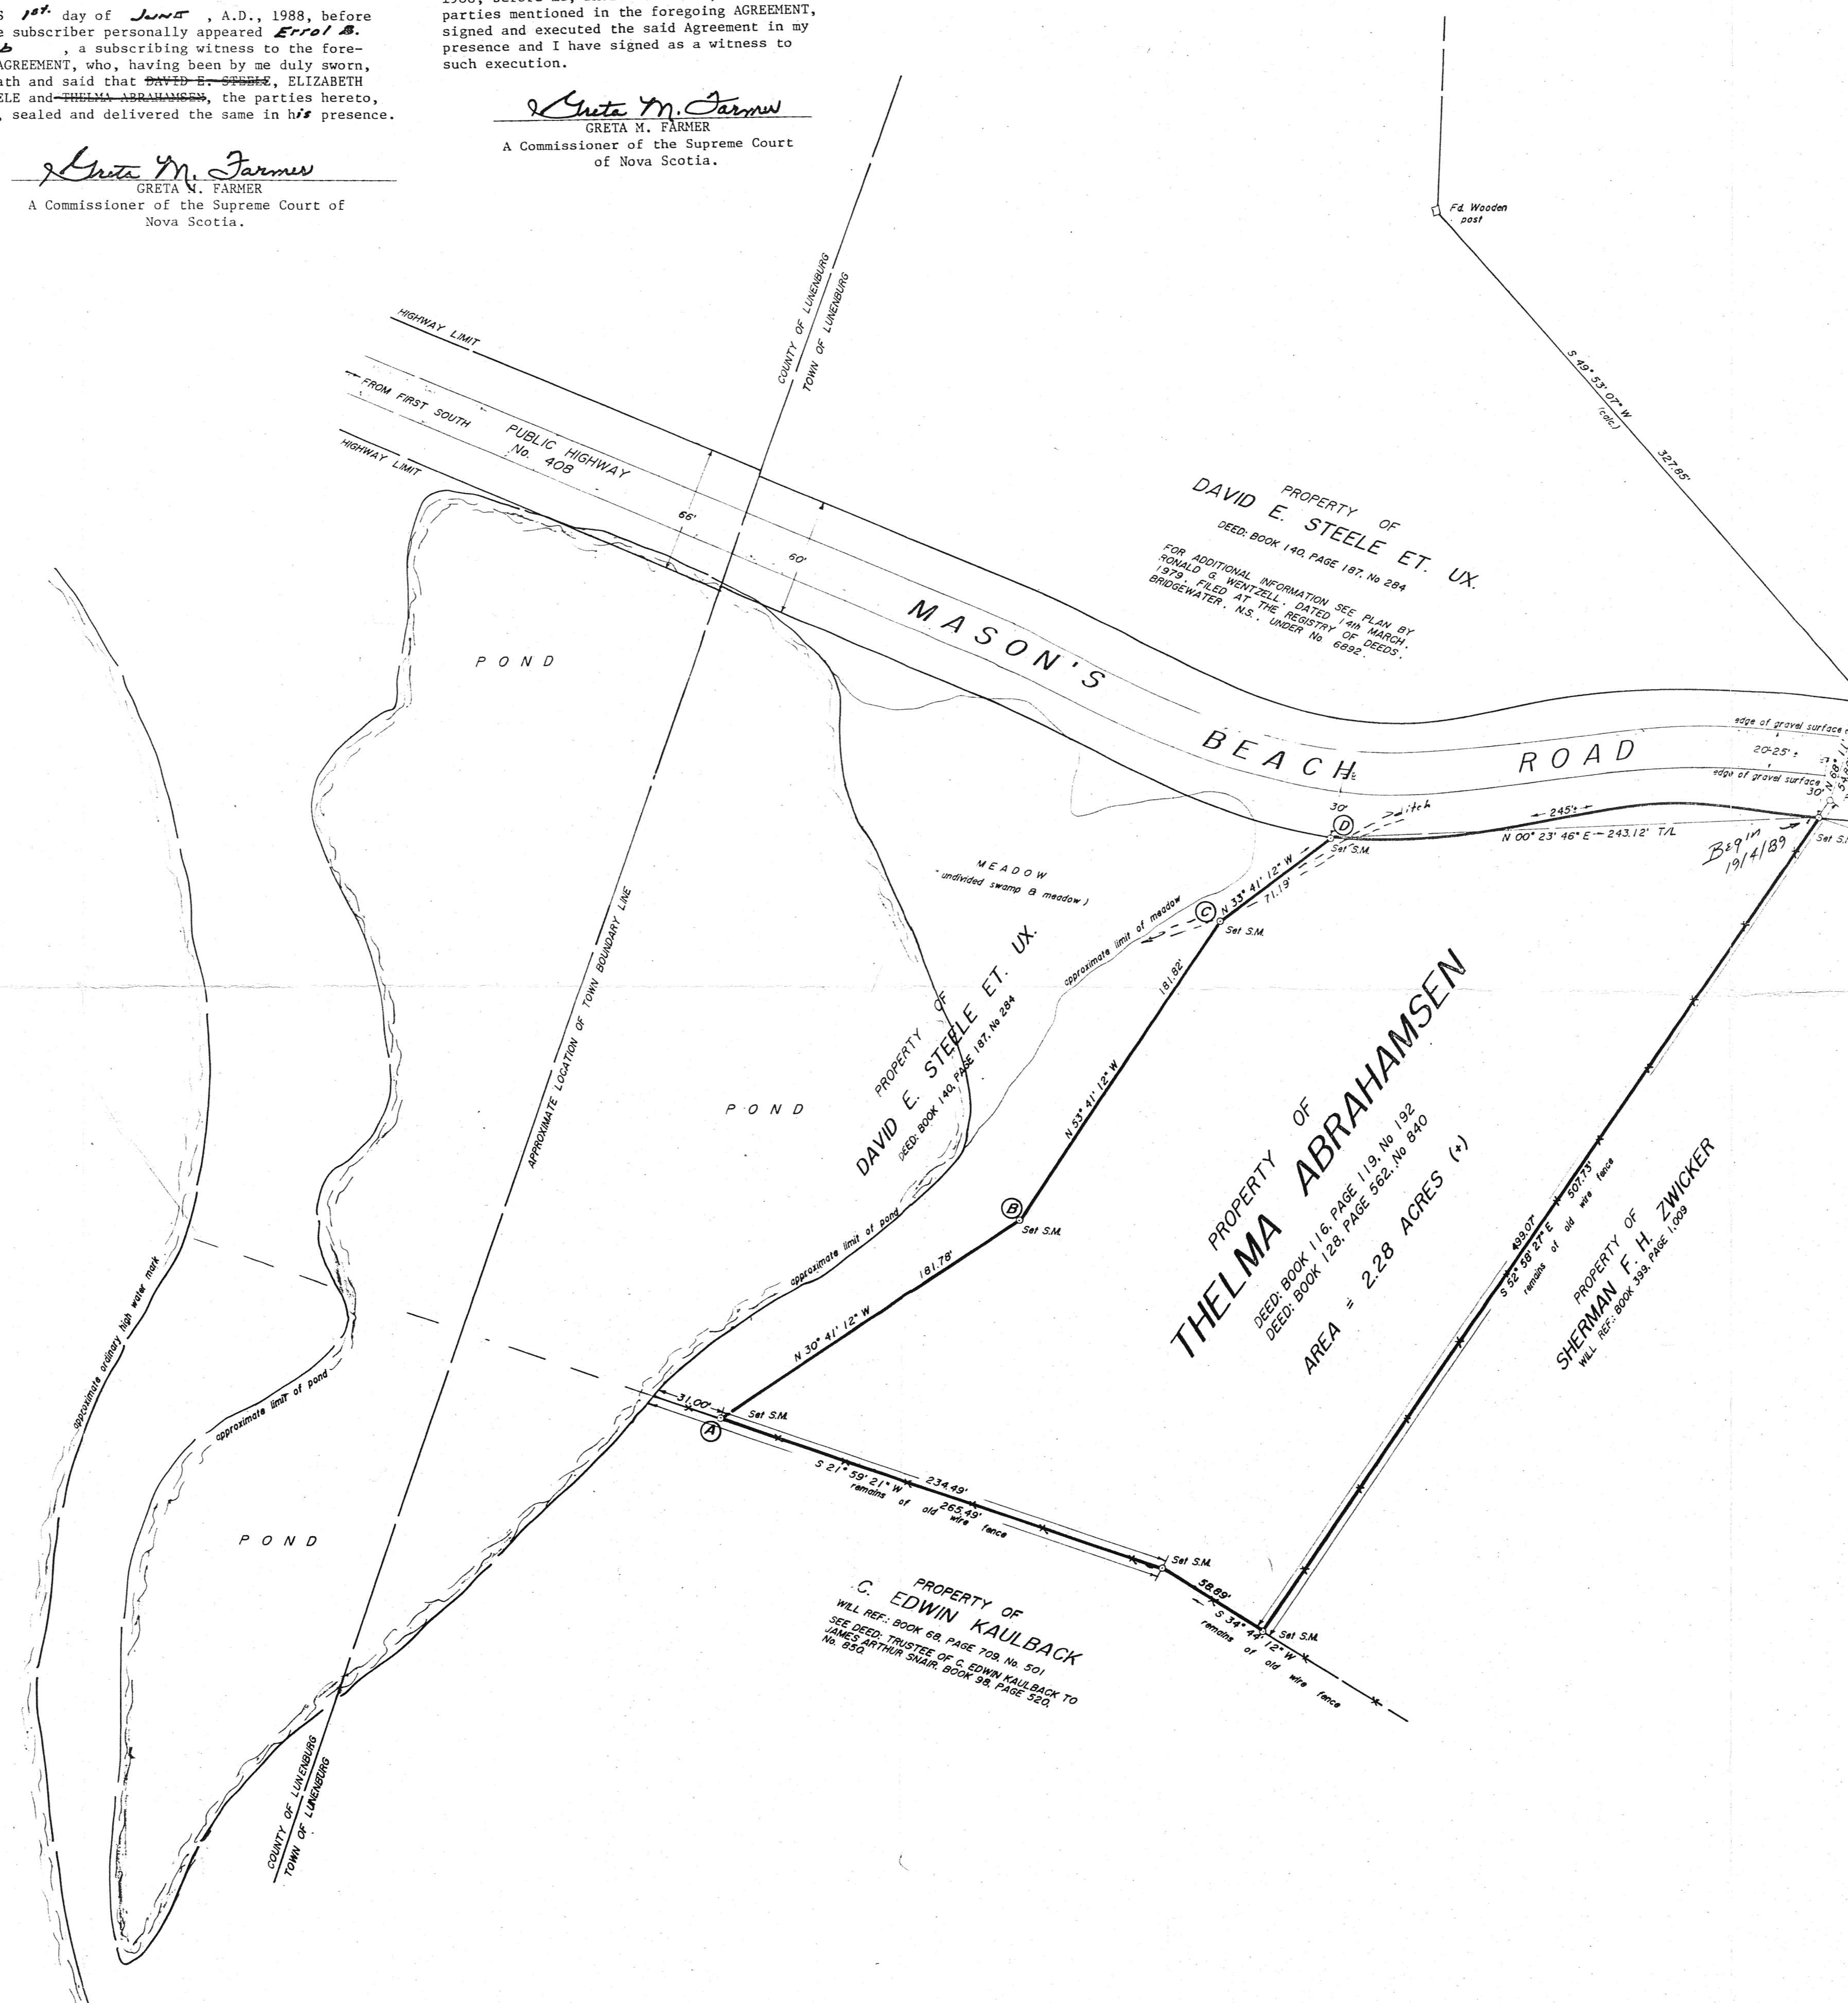 1st. day of JUNE , A.D., 1988, before
subscriber personally appeared Errol B.
, a subscribing witness to the fore-
AGREEMENT, who, having been by me duly sworn,
and said that DAVID E. STEELE, ELIZABETH
and THELMA ABRAHAMSEN, the parties hereto,
, sealed and delivered the same in his presence.
Greta M. Farmer
GRETA M. FARMER
A Commissioner of the Supreme Court of
Nova Scotia.
parties mentioned in the foregoing AGREEMENT,
signed and executed the said Agreement in my
presence and I have signed as a witness to
such execution.
Greta M. Farmer
GRETA M. FARMER
A Commissioner of the Supreme Court
of Nova Scotia.
Fd. Wooden
post
S 49° 53' 07" W
(calc.)
327.85'
COUNTY OF LUNENBURG
TOWN OF LUNENBURG
HIGHWAY LIMIT
FROM FIRST SOUTH
PUBLIC HIGHWAY
No. 408
HIGHWAY LIMIT
66'
60'
MASON'S
BEACH
ROAD
PROPERTY OF
DAVID E. STEELE ET. UX.
DEED: BOOK 140, PAGE 187, No 284
FOR ADDITIONAL INFORMATION SEE PLAN BY
RONALD G. WENTZELL, DATED 14th MARCH,
1979, FILED AT THE REGISTRY OF DEEDS,
BRIDGEWATER, N.S., UNDER No 6892.
edge of gravel surface
20-25' ±
edge of gravel surface
30'
30'
ditch
D
Set S.M.
245'±
N 00° 23' 46" E - 243.12' T/L
Begin
19/4/89
Set S.
POND
MEADOW
undivided swamp & meadow)
approximate limit of meadow
N 33° 41' 12" W
71.19'
C
Set S.M.
181.82'
N 53° 41' 12" W
APPROXIMATE LOCATION OF TOWN BOUNDARY LINE
PROPERTY OF
DAVID E. STEELE ET. UX.
DEED: BOOK 140, PAGE 187, No 284
POND
B
Set S.M.
approximate limit of pond
181.78'
N 30° 41' 12" W
PROPERTY OF
THELMA ABRAHAMSEN
DEED: BOOK 116, PAGE 119, No 192
DEED: BOOK 128, PAGE 562, No 840
AREA = 2.28 ACRES (+)
499.07'
507.73'
S 52° 58' 27" E
remains of old wire fence
PROPERTY OF
SHERMAN F. H. ZWICKER
WILL REF.: BOOK 399, PAGE 1,009
approximate ordinary high water mark
approximate limit of pond
31.00'
Set S.M.
A
S 21° 59' 21" W
234.49'
265.49'
remains of old wire fence
Set S.M.
58.89'
S 34° 44' 12" W
Set S.M.
remains of old wire fence
POND
PROPERTY OF
C. EDWIN KAULBACK
WILL REF.: BOOK 68, PAGE 709, No. 501
SEE DEED: TRUSTEE OF C. EDWIN KAULBACK TO
JAMES ARTHUR SNAIR, BOOK 98, PAGE 520,
No. 850.
COUNTY OF LUNENBURG
TOWN OF LUNENBURG